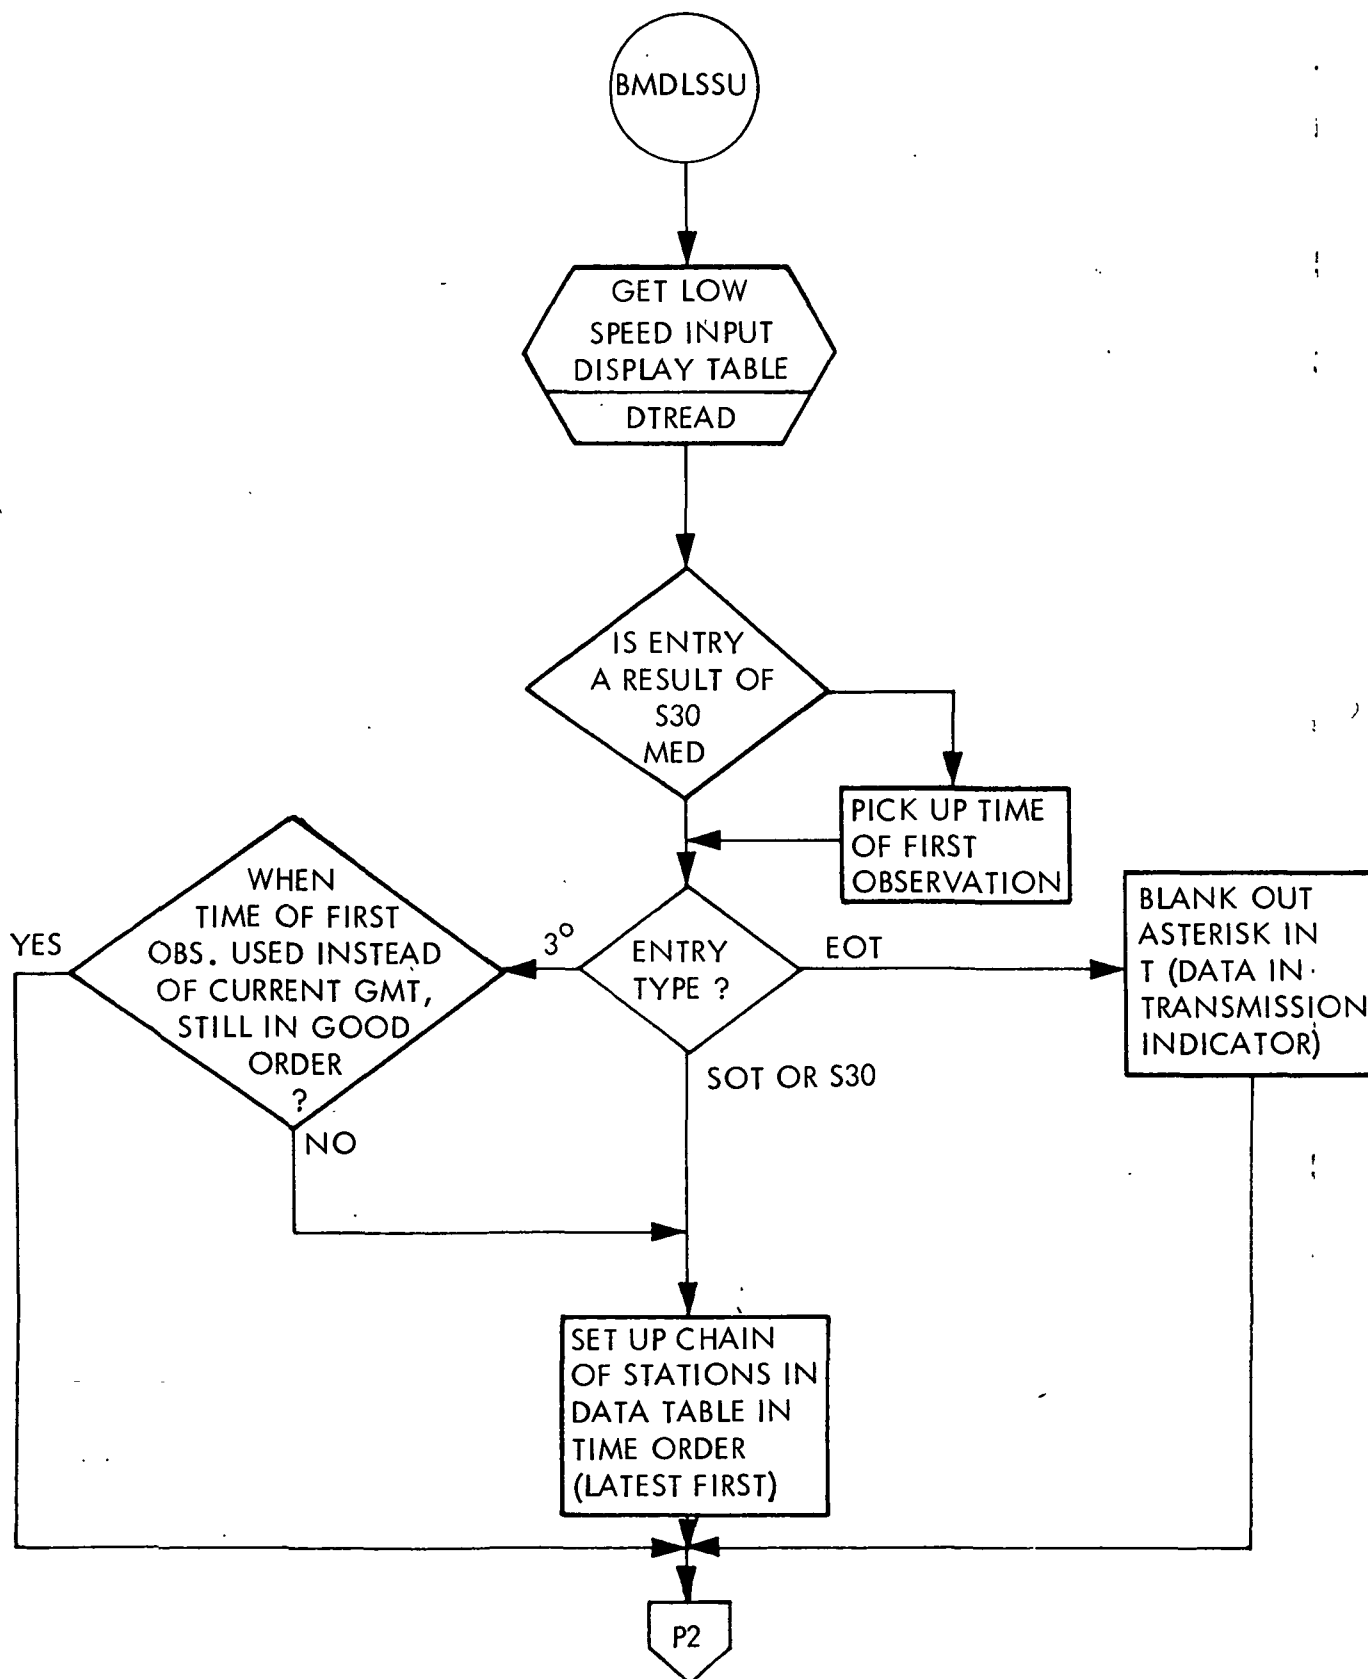 BMDLSSU
GET LOW
SPEED INPUT
DISPLAY TABLE
DTREAD
IS ENTRY
A RESULT OF
S30
MED
PICK UP TIME
OF FIRST
OBSERVATION
WHEN
TIME OF FIRST
OBS. USED INSTEAD
OF CURRENT GMT,
STILL IN GOOD
ORDER
?
YES
NO
3°
ENTRY
TYPE ?
EOT
SOT OR S30
BLANK OUT
ASTERISK IN
T (DATA IN
TRANSMISSION
INDICATOR)
SET UP CHAIN
OF STATIONS IN
DATA TABLE IN
TIME ORDER
(LATEST FIRST)
P2